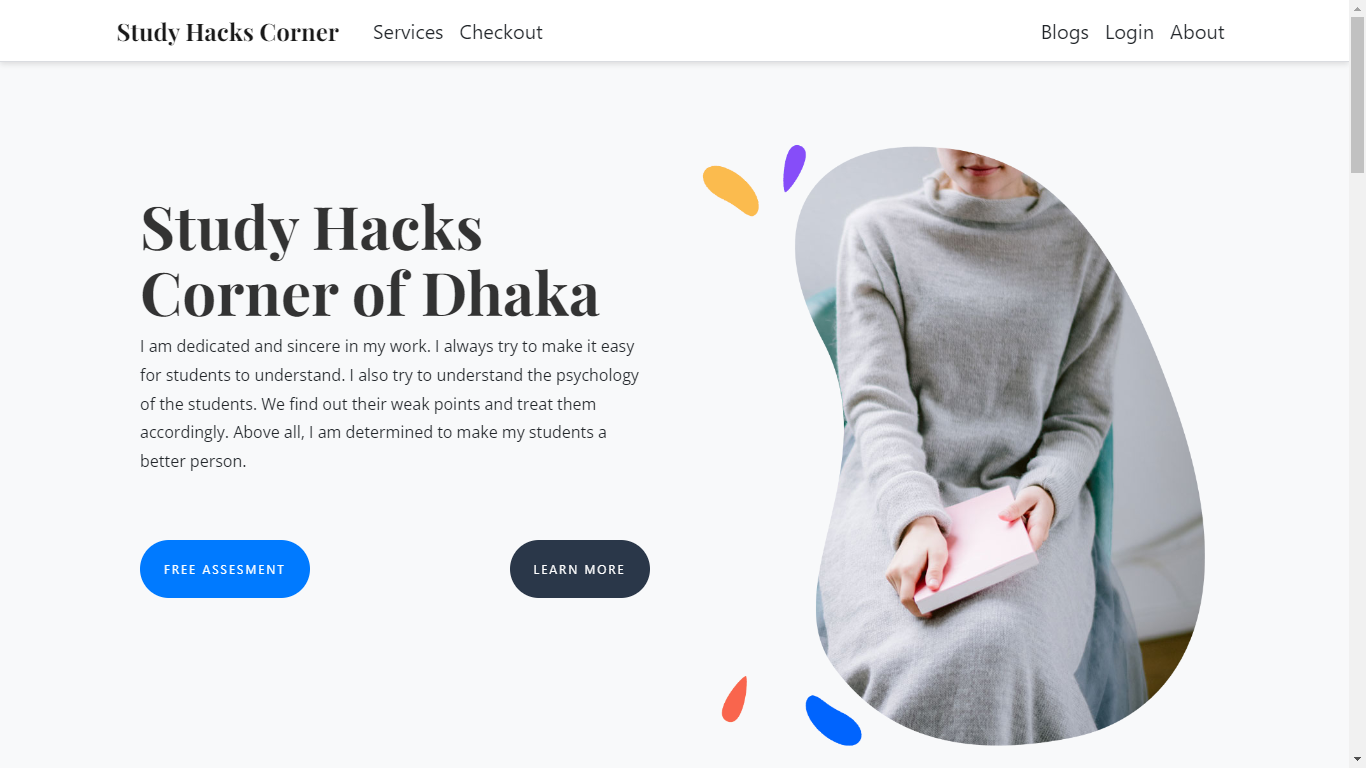 Study Hacks Corner Services Checkout Blogs Login About
Study Hacks
Corner of Dhaka
I am dedicated and sincere in my work. I always try to make it easy
for students to understand. I also try to understand the psychology
of the students. We find out their weak points and treat them
accordingly. Above all, I am determined to make my students a
better person.
FREE ASSESMENT LEARN MORE